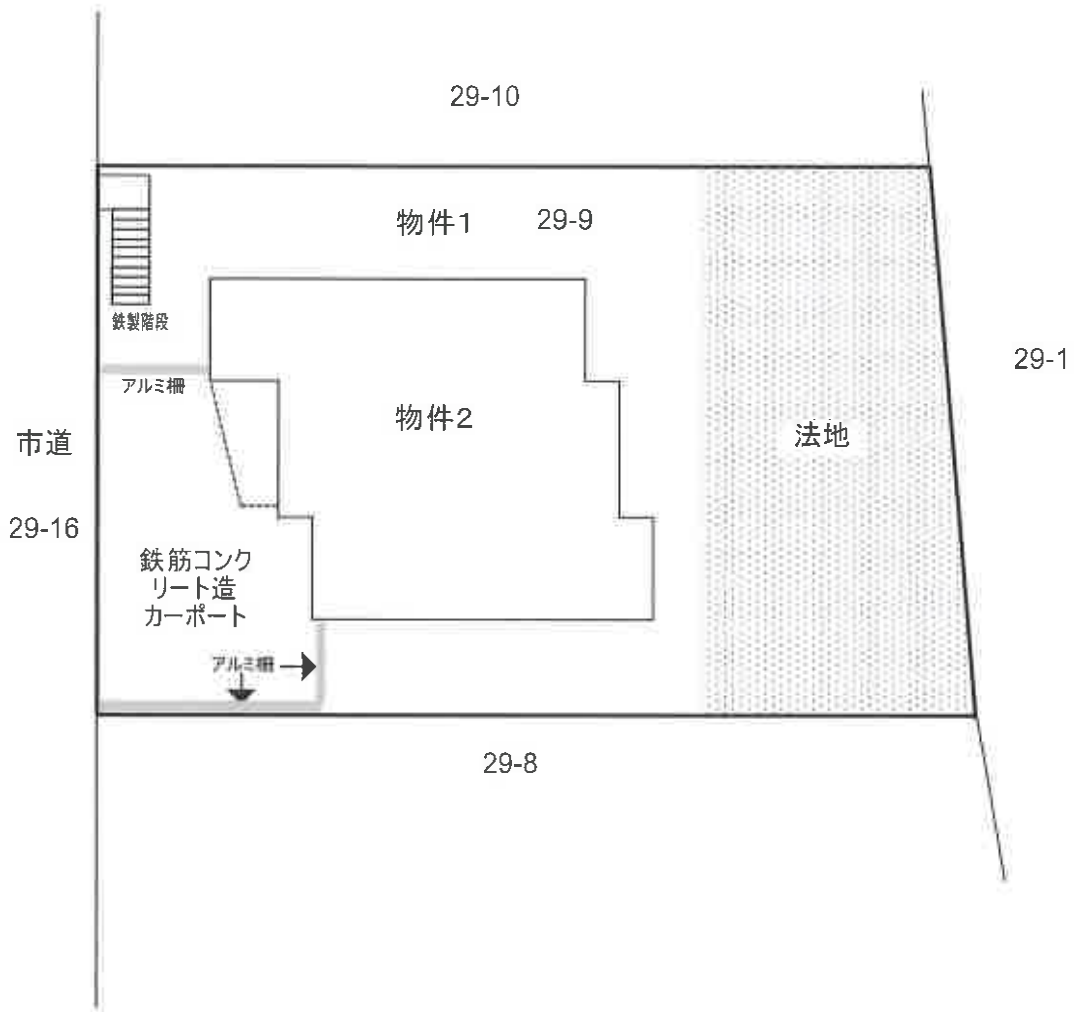 29-10
物件1 29-9
鉄製階段
29-1
アルミ柵
物件2
法地
市道
29-16
鉄筋コンク
リート造
カーポート
アルミ柵
29-8